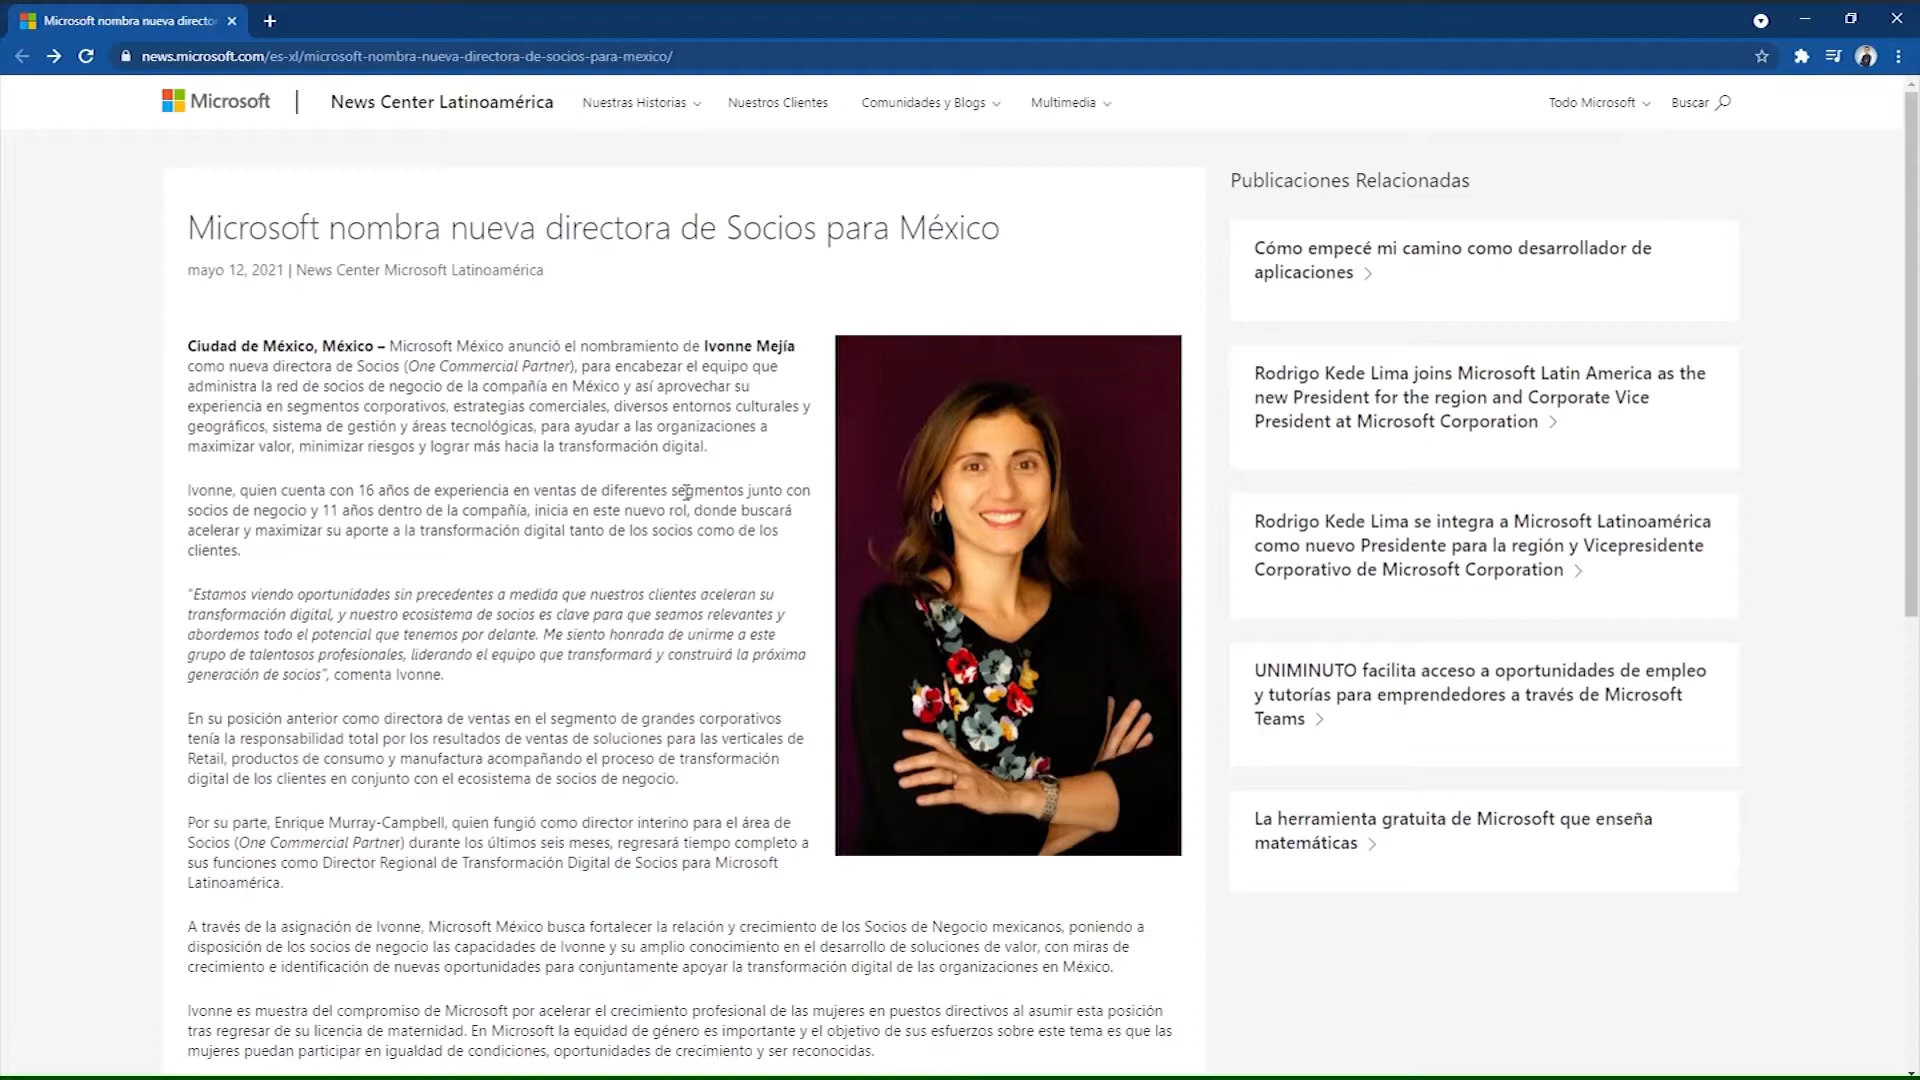 Microsoft nombra nueva directo
news.microsoft.com/es-xl/microsoft-nombra-nueva-directora-de-socios-para-mexico/
Microsoft
News Center Latinoamérica
Nuestras Historias
Nuestros Clientes
Comunidades y Blogs
Multimedia
Todo Microsoft
Buscar
Microsoft nombra nueva directora de Socios para México
mayo 12, 2021 | News Center Microsoft Latinoamérica
Ciudad de México, México – Microsoft México anunció el nombramiento de Ivonne Mejía
como nueva directora de Socios (One Commercial Partner), para encabezar el equipo que
administra la red de socios de negocio de la compañía en México y así aprovechar su
experiencia en segmentos corporativos, estrategias comerciales, diversos entornos culturales y
geográficos, sistema de gestión y áreas tecnológicas, para ayudar a las organizaciones a
maximizar valor, minimizar riesgos y lograr más hacia la transformación digital.
Ivonne, quien cuenta con 16 años de experiencia en ventas de diferentes segmentos junto con
socios de negocio y 11 años dentro de la compañía, inicia en este nuevo rol, donde buscará
acelerar y maximizar su aporte a la transformación digital tanto de los socios como de los
clientes.
"Estamos viendo oportunidades sin precedentes a medida que nuestros clientes aceleran su
transformación digital, y nuestro ecosistema de socios es clave para que seamos relevantes y
abordemos todo el potencial que tenemos por delante. Me siento honrada de unirme a este
grupo de talentosos profesionales, liderando el equipo que transformará y construirá la próxima
generación de socios", comenta Ivonne.
En su posición anterior como directora de ventas en el segmento de grandes corporativos
tenía la responsabilidad total por los resultados de ventas de soluciones para las verticales de
Retail, productos de consumo y manufactura acompañando el proceso de transformación
digital de los clientes en conjunto con el ecosistema de socios de negocio.
Por su parte, Enrique Murray-Campbell, quien fungió como director interino para el área de
Socios (One Commercial Partner) durante los últimos seis meses, regresará tiempo completo a
sus funciones como Director Regional de Transformación Digital de Socios para Microsoft
Latinoamérica.
A través de la asignación de Ivonne, Microsoft México busca fortalecer la relación y crecimiento de los Socios de Negocio mexicanos, poniendo a
disposición de los socios de negocio las capacidades de Ivonne y su amplio conocimiento en el desarrollo de soluciones de valor, con miras de
crecimiento e identificación de nuevas oportunidades para conjuntamente apoyar la transformación digital de las organizaciones en México.
Ivonne es muestra del compromiso de Microsoft por acelerar el crecimiento profesional de las mujeres en puestos directivos al asumir esta posición
tras regresar de su licencia de maternidad. En Microsoft la equidad de género es importante y el objetivo de sus esfuerzos sobre este tema es que las
mujeres puedan participar en igualdad de condiciones, oportunidades de crecimiento y ser reconocidas.
Publicaciones Relacionadas
Cómo empecé mi camino como desarrollador de
aplicaciones
Rodrigo Kede Lima joins Microsoft Latin America as the
new President for the region and Corporate Vice
President at Microsoft Corporation
Rodrigo Kede Lima se integra a Microsoft Latinoamérica
como nuevo Presidente para la región y Vicepresidente
Corporativo de Microsoft Corporation
UNIMINUTO facilita acceso a oportunidades de empleo
y tutorías para emprendedores a través de Microsoft
Teams
La herramienta gratuita de Microsoft que enseña
matemáticas